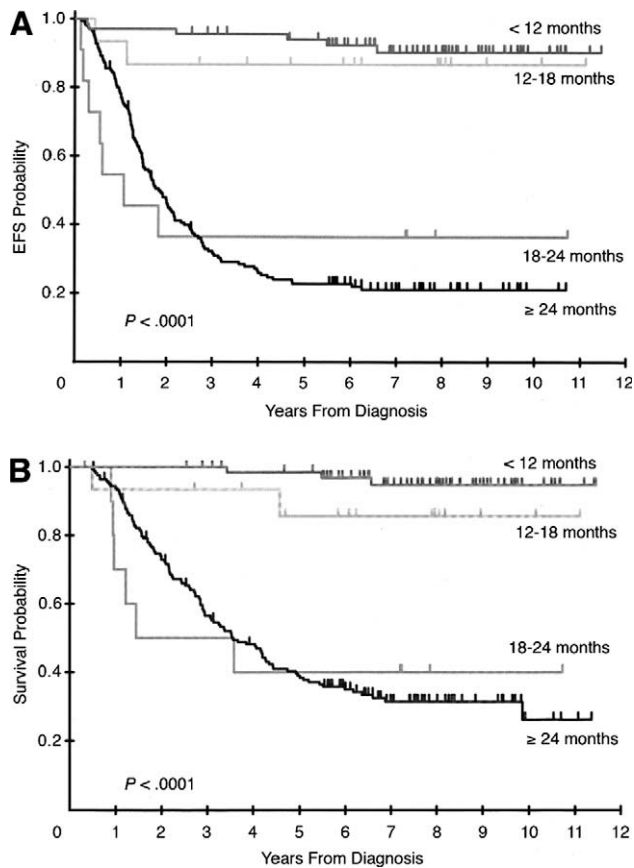 A
EFS Probability
1.0
0.8
0.6
0.4
0.2
< 12 months
12-18 months
18-24 months
≥ 24 months
P < .0001
0 1 2 3 4 5 6 7 8 9 10 11 12
Years From Diagnosis
B
Survival Probability
1.0
0.8
0.6
0.4
0.2
< 12 months
12-18 months
18-24 months
≥ 24 months
P < .0001
0 1 2 3 4 5 6 7 8 9 10 11 12
Years From Diagnosis